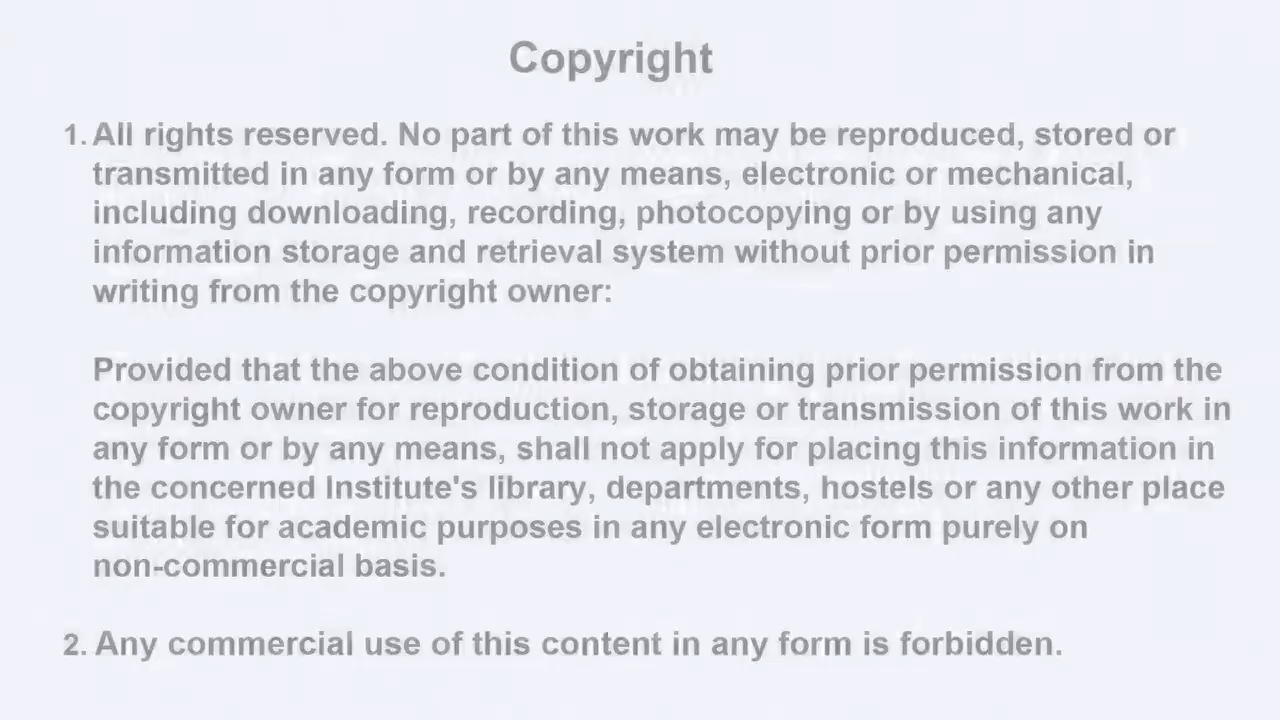 Copyright
1. All rights reserved. No part of this work may be reproduced, stored or
transmitted in any form or by any means, electronic or mechanical,
including downloading, recording, photocopying or by using any
information storage and retrieval system without prior permission in
writing from the copyright owner:
Provided that the above condition of obtaining prior permission from the
copyright owner for reproduction, storage or transmission of this work in
any form or by any means, shall not apply for placing this information in
the concerned Institute's library, departments, hostels or any other place
suitable for academic purposes in any electronic form purely on
non-commercial basis.
2. Any commercial use of this content in any form is forbidden.